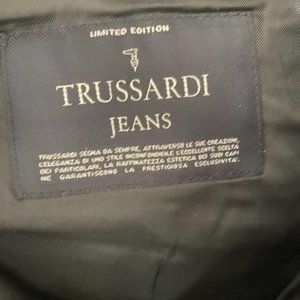 LIMITED EDITION
TRUSSARDI
JEANS
TRUSSARDI SEGNA DA SEMPRE, ATTRAVERSO LE SUE CREAZIONI,
L'ELEGANZA DI UNO STILE INCONFONDIBILE L'ECCELLENTE SCELTA
DEI PARTICOLARI, LA RAFFINATEZZA ESTETICA DEI SUOI CAPI
NE GARANTISCONO LA PRESTIGIOSA ESCLUSIVITA'.